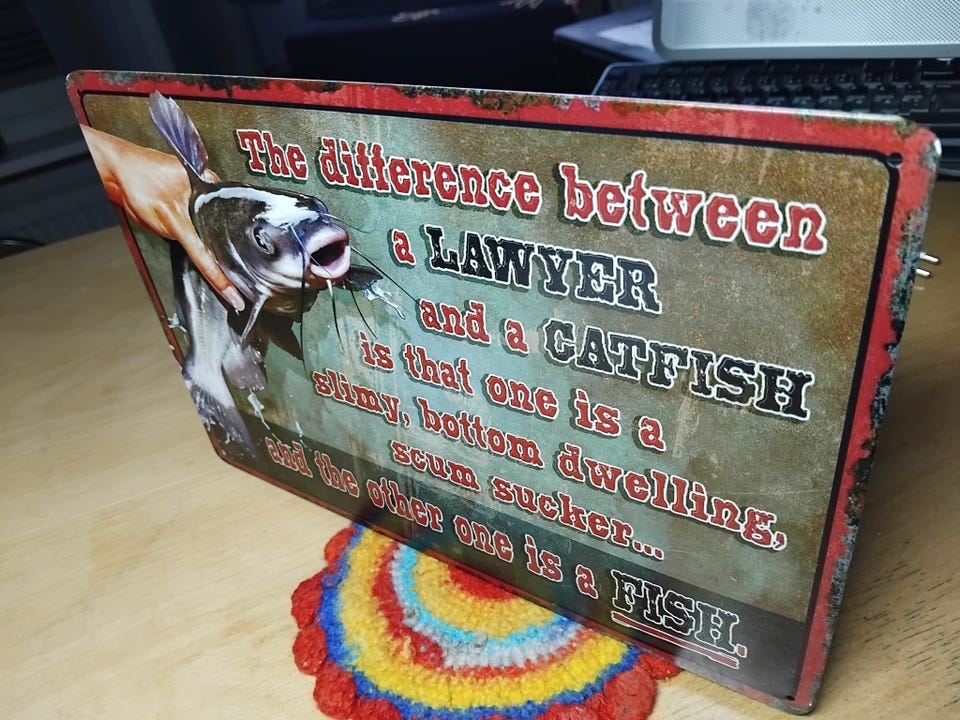 The difference between
a LAWYER
and a CATFISH
is that one is a
slimy, bottom dwelling,
scum sucker...
and the other one is a FISH.